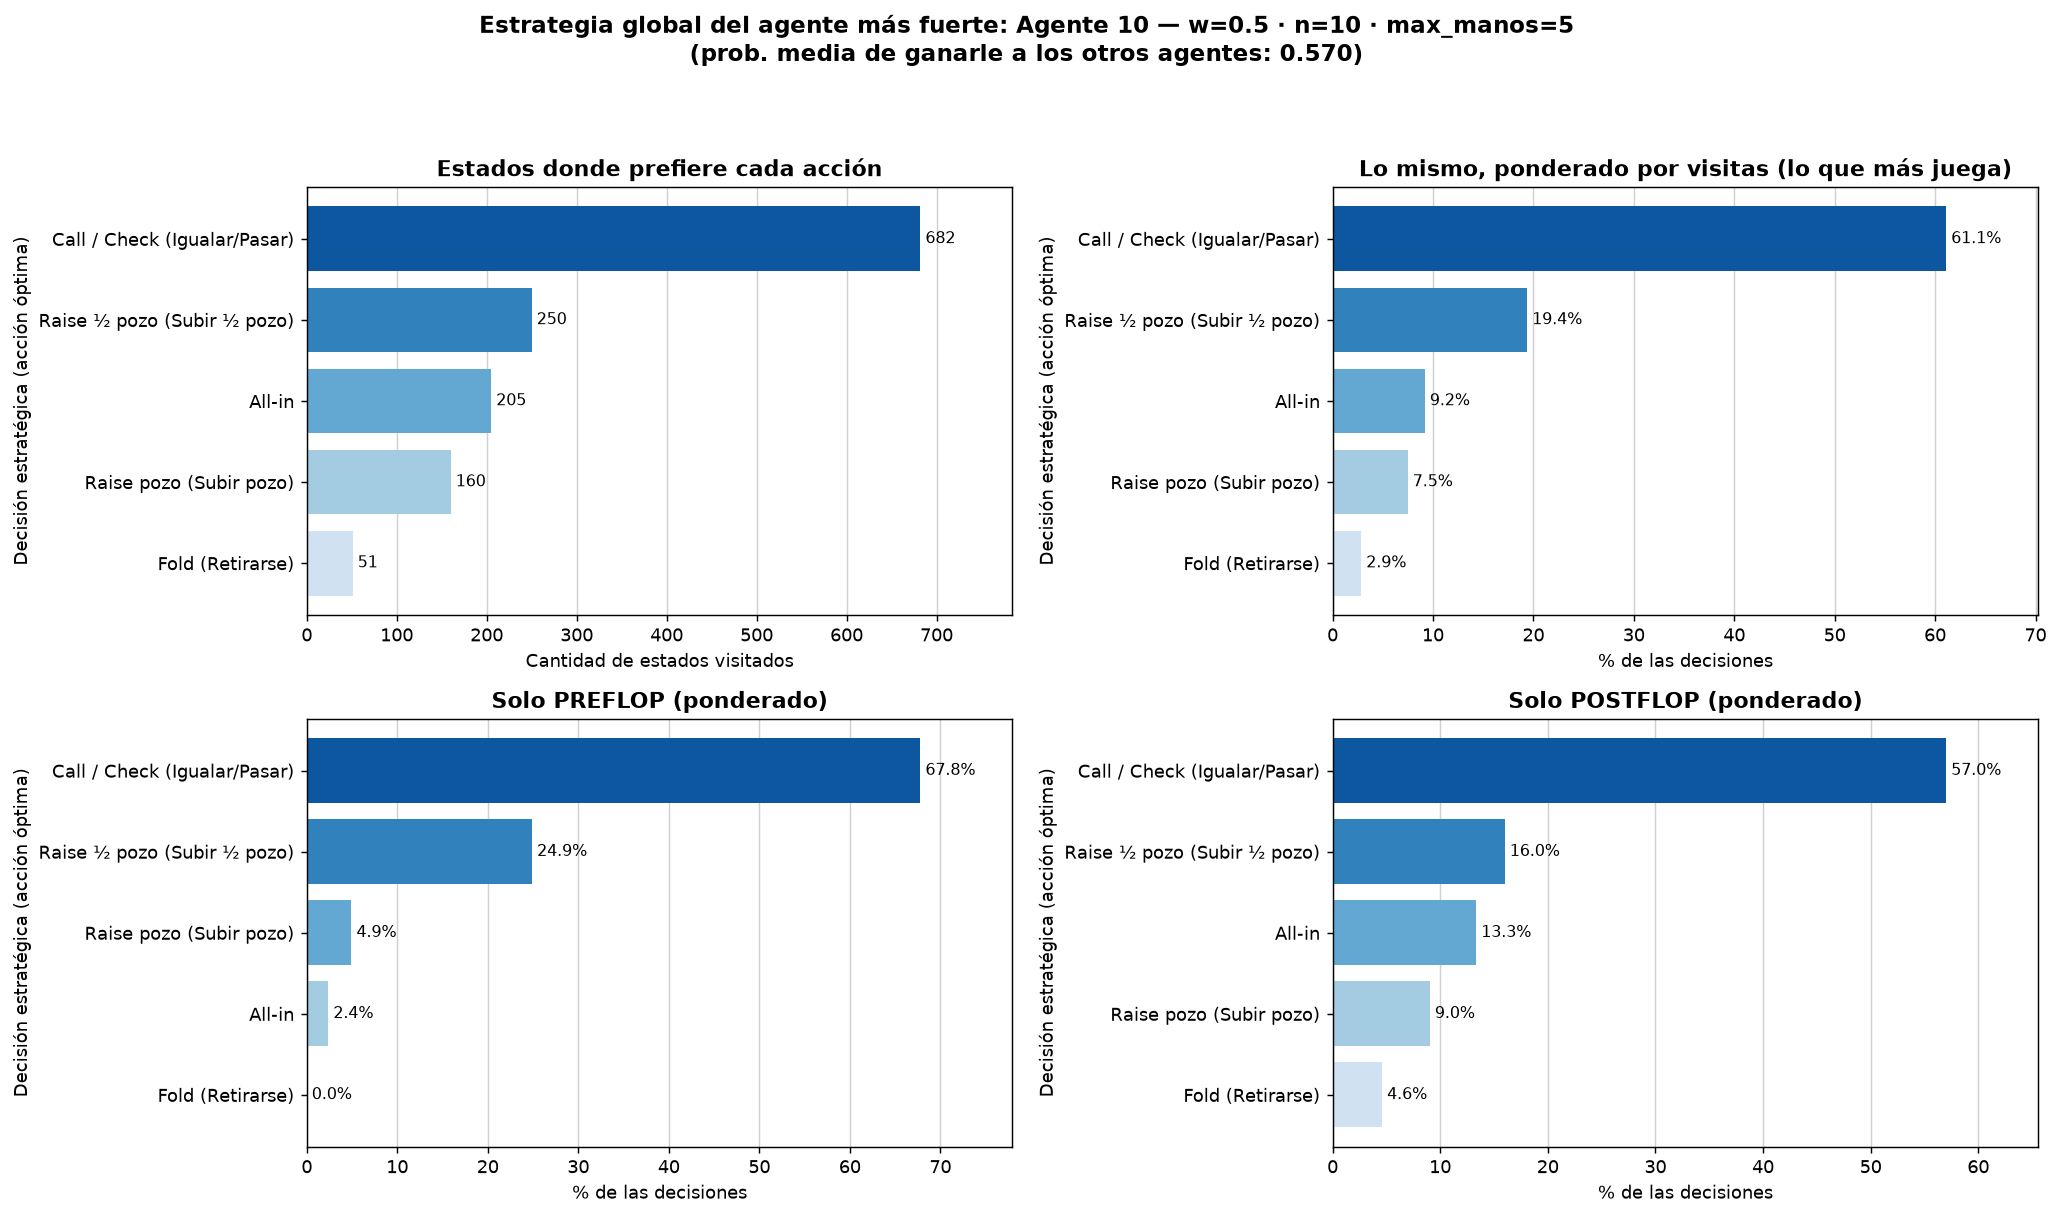 Estrategia global del agente más fuerte: Agente 10 — w=0.5 · n=10 · max_manos=5
(prob. media de ganarle a los otros agentes: 0.570)
Estados donde prefiere cada acción
Decisión estratégica (acción óptima)
Call / Check (Igualar/Pasar)
682
Raise ½ pozo (Subir ½ pozo)
250
All-in
205
Raise pozo (Subir pozo)
160
Fold (Retirarse)
51
0 100 200 300 400 500 600 700
Cantidad de estados visitados
Lo mismo, ponderado por visitas (lo que más juega)
Decisión estratégica (acción óptima)
Call / Check (Igualar/Pasar)
61.1%
Raise ½ pozo (Subir ½ pozo)
19.4%
All-in
9.2%
Raise pozo (Subir pozo)
7.5%
Fold (Retirarse)
2.9%
0 10 20 30 40 50 60 70
% de las decisiones
Solo PREFLOP (ponderado)
Decisión estratégica (acción óptima)
Call / Check (Igualar/Pasar)
67.8%
Raise ½ pozo (Subir ½ pozo)
24.9%
Raise pozo (Subir pozo)
4.9%
All-in
2.4%
Fold (Retirarse)
0.0%
0 10 20 30 40 50 60 70
% de las decisiones
Solo POSTFLOP (ponderado)
Decisión estratégica (acción óptima)
Call / Check (Igualar/Pasar)
57.0%
Raise ½ pozo (Subir ½ pozo)
16.0%
All-in
13.3%
Raise pozo (Subir pozo)
9.0%
Fold (Retirarse)
4.6%
0 10 20 30 40 50 60
% de las decisiones